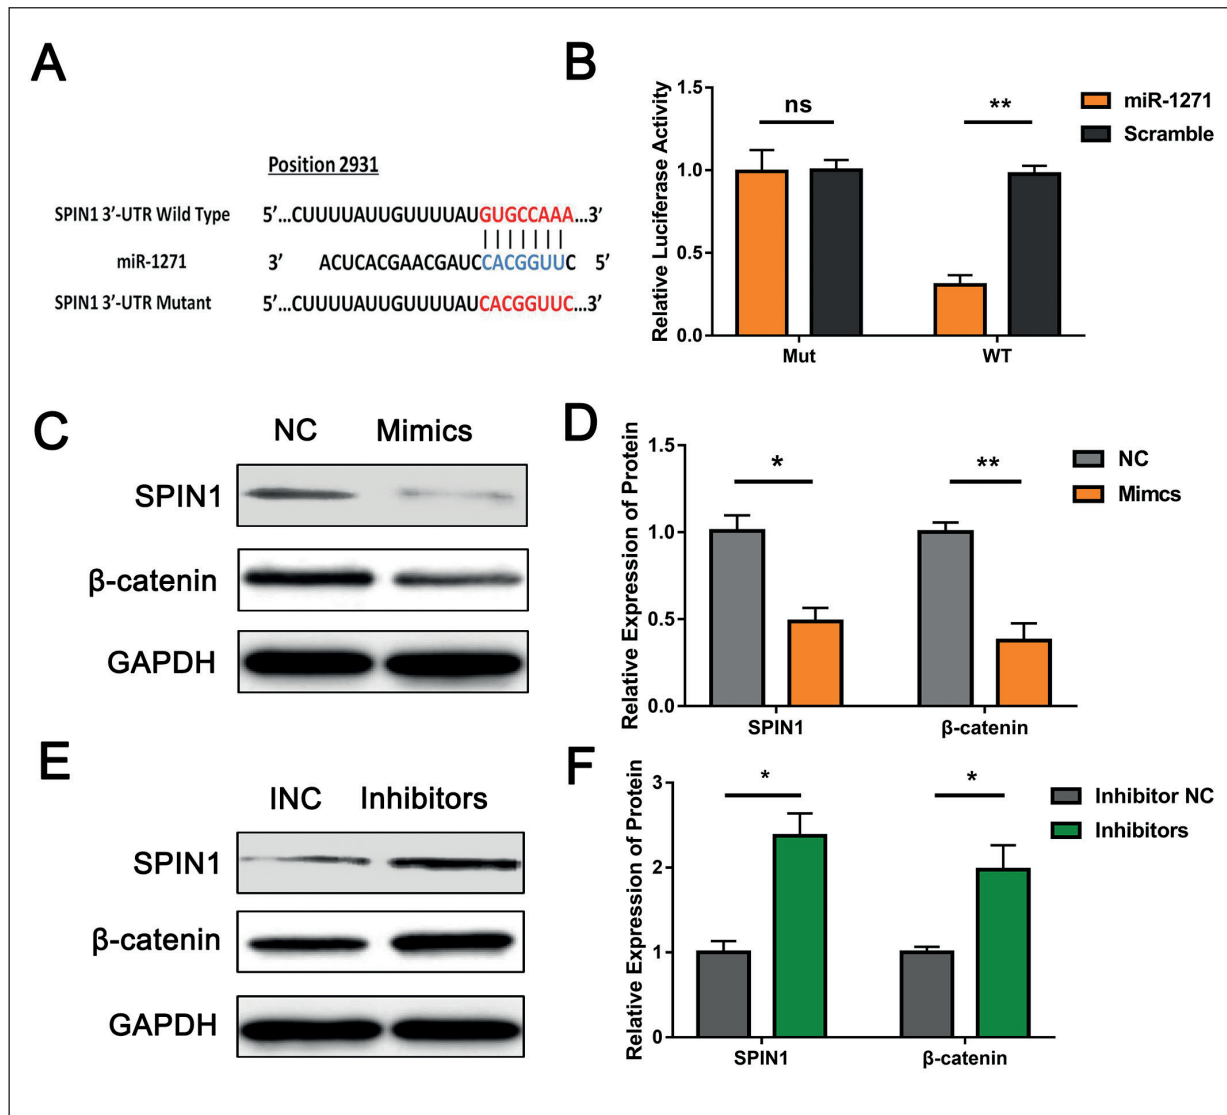 A
Position 2931
SPIN1 3’-UTR Wild Type 5’...CUUUUAUUGUUUUAUGUGCCAAA...3’
miR-1271 3’ ACUCACGAACGAUCCACGGUUC 5’
SPIN1 3’-UTR Mutant 5’...CUUUUAUUGUUUUAUCACGGUUC...3’
B
Relative Luciferase Activity
1.5
1.0
0.5
0.0
ns
**
Mut
WT
miR-1271
Scramble
C
NC Mimics
SPIN1
β-catenin
GAPDH
D
Relative Expression of Protein
1.5
1.0
0.5
0.0
*
**
SPIN1
β-catenin
NC
Mimcs
E
INC Inhibitors
SPIN1
β-catenin
GAPDH
F
Relative Expression of Protein
3
2
1
0
*
*
SPIN1
β-catenin
Inhibitor NC
Inhibitors